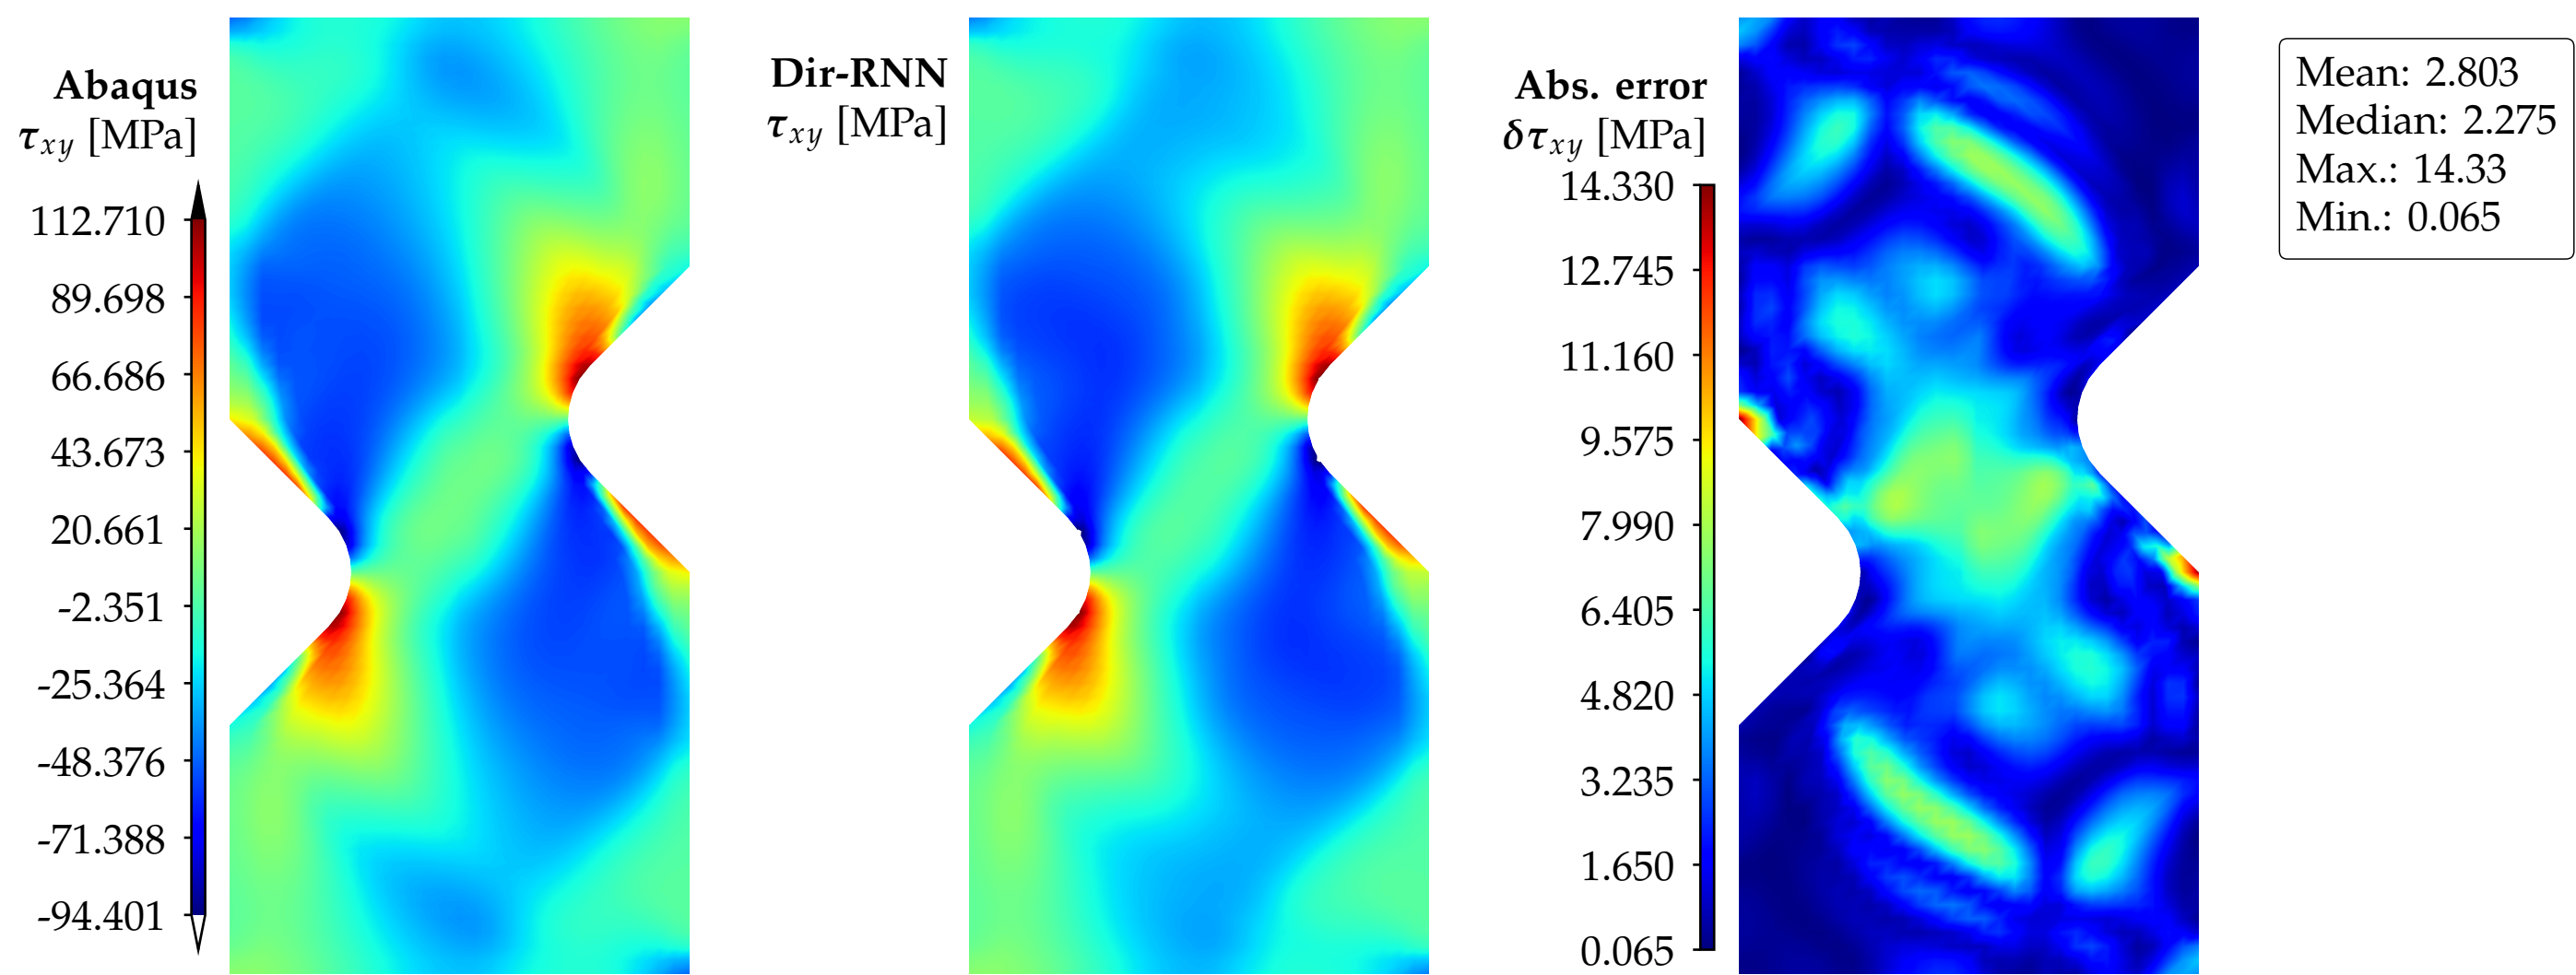 Abaqus
τxy [MPa]
112.710
89.698
66.686
43.673
20.661
-2.351
-25.364
-48.376
-71.388
-94.401
Dir-RNN
τxy [MPa]
Abs. error
δτxy [MPa]
14.330
12.745
11.160
9.575
7.990
6.405
4.820
3.235
1.650
0.065
Mean: 2.803
Median: 2.275
Max.: 14.33
Min.: 0.065